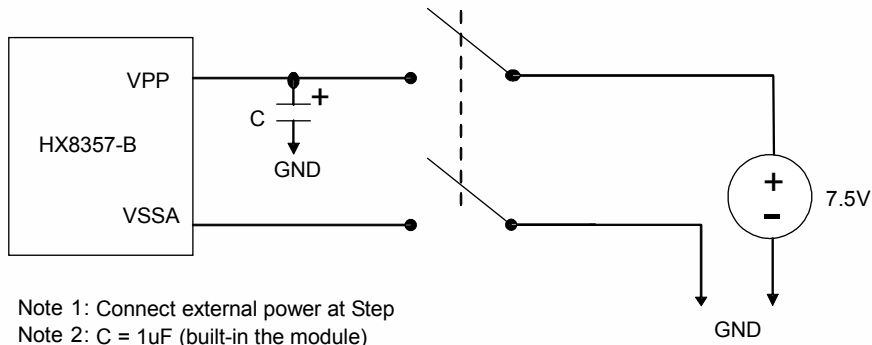 VPP
C
+
HX8357-B
GND
VSSA
+
−
7.5V
GND
Note 1: Connect external power at Step
Note 2: C = 1uF (built-in the module)